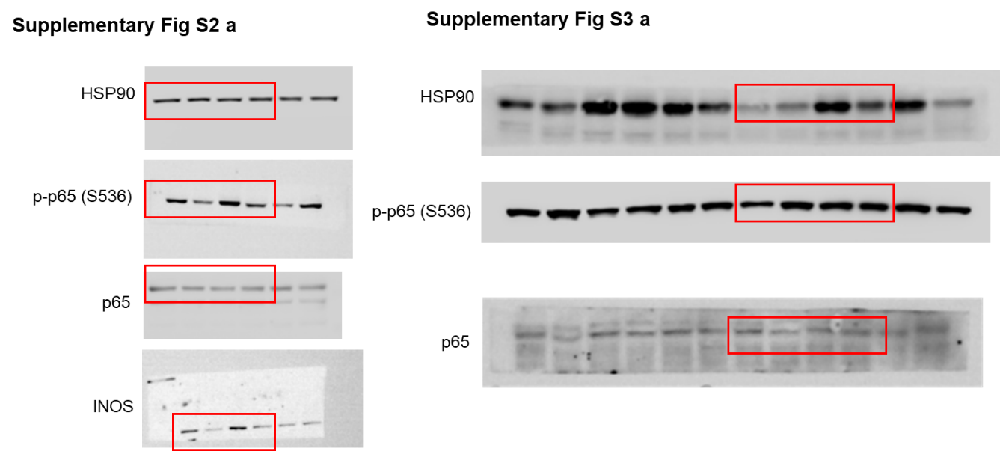 Supplementary Fig S2 a
HSP90
p-p65 (S536)
p65
INOS
Supplementary Fig S3 a
HSP90
p-p65 (S536)
p65